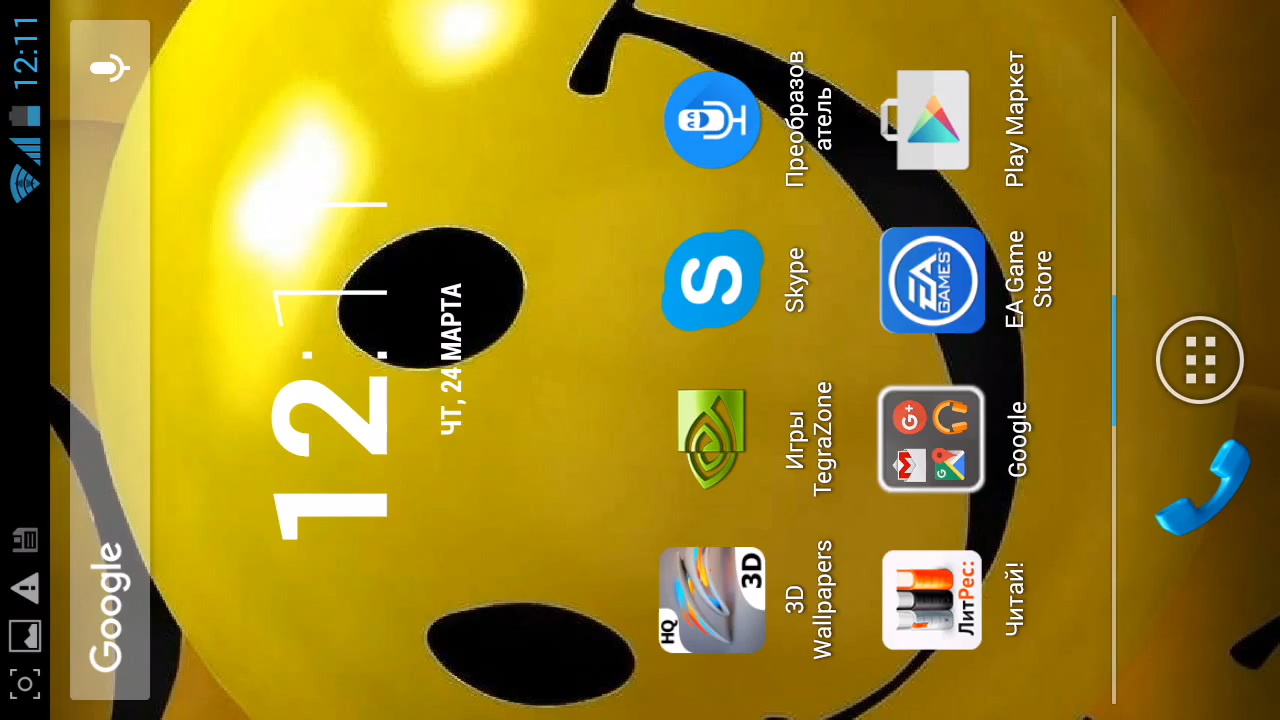 12:11
Google
12:11
ЧТ, 24 МАРТА
HQ
3D
3D
Wallpapers
Игры
TegraZone
S
Skype
Преобразов
атель
ЛитРес:
Читай!
G+
G
Google
EA
GAMES
EA Game
Store
Play Маркет